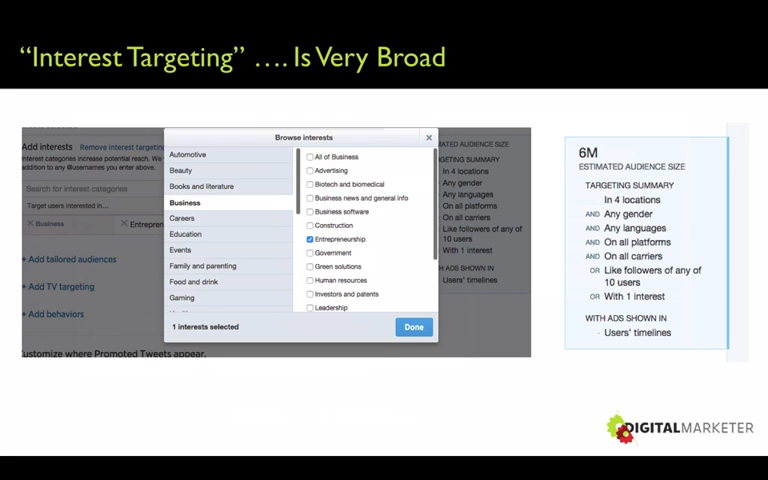 “Interest Targeting” .... Is Very Broad
Add interests Remove interest targeting
Interest categories increase potential reach. We
addition to any @usernames you enter above.
Search for interest categories
Target users interested in...
Business
Entrepren
+ Add tailored audiences
+ Add TV targeting
+ Add behaviors
Customize where Promoted Tweets appear.
Browse interests
Automotive
Beauty
Books and literature
Business
Careers
Education
Events
Family and parenting
Food and drink
Gaming
All of Business
Advertising
Biotech and biomedical
Business news and general info
Business software
Construction
Entrepreneurship
Government
Green solutions
Human resources
Investors and patents
Leadership
1 interests selected
Done
MATED AUDIENCE SIZE
GETING SUMMARY
In 4 locations
Any gender
Any languages
On all platforms
On all carriers
Like followers of any of
10 users
With 1 interest
H ADS SHOWN IN
Users' timelines
6M
ESTIMATED AUDIENCE SIZE
TARGETING SUMMARY
In 4 locations
AND Any gender
AND Any languages
AND On all platforms
AND On all carriers
OR Like followers of any of
10 users
OR With 1 interest
WITH ADS SHOWN IN
Users' timelines
DIGITALMARKETER